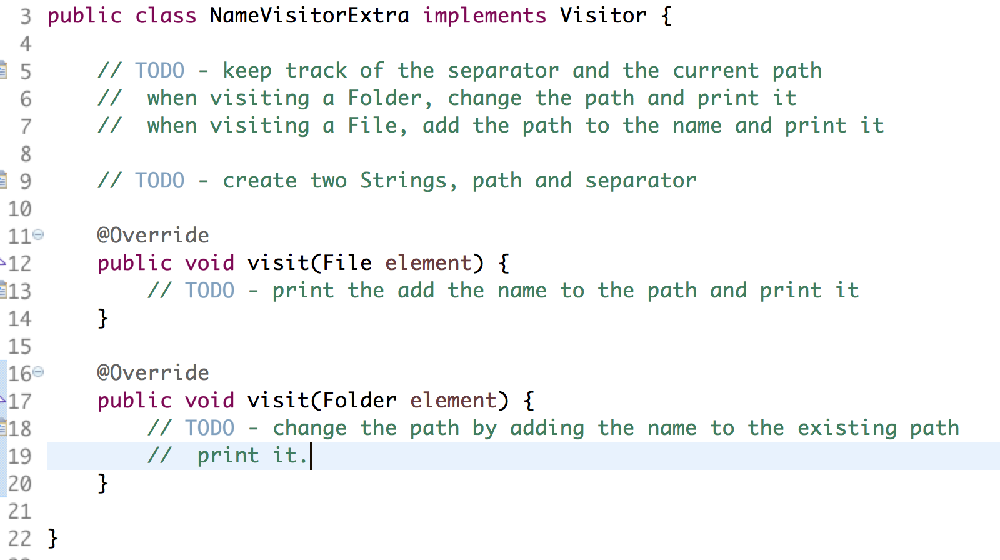 3 public class NameVisitorExtra implements Visitor {
4
5 // TODO - keep track of the separator and the current path
6 //  when visiting a Folder, change the path and print it
7 //  when visiting a File, add the path to the name and print it
8
9 // TODO - create two Strings, path and separator
10
11 @Override
12 public void visit(File element) {
13 // TODO - print the add the name to the path and print it
14 }
15
16 @Override
17 public void visit(Folder element) {
18 // TODO - change the path by adding the name to the existing path
19 //  print it.
20 }
21
22 }